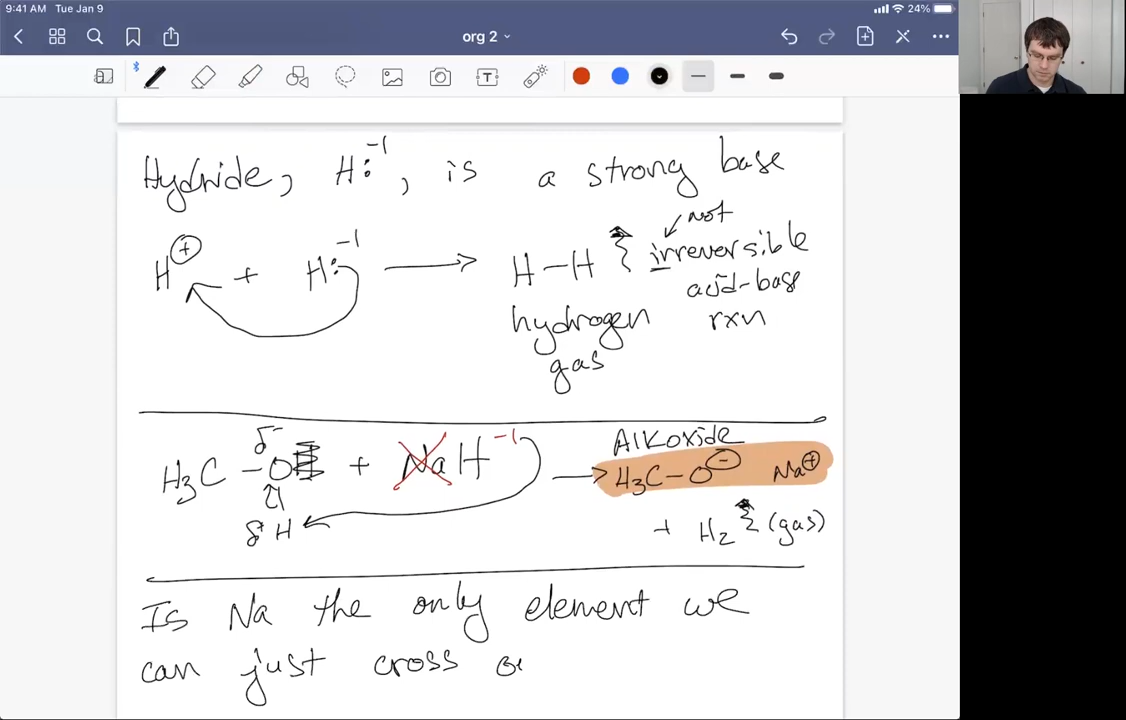 9:41 AM Tue Jan 9
24%
org 2
Hydride, H:⁻¹, is a strong base
H⊕ + H:⁻¹ → H–H
not
irreversible
acid-base
rxn
hydrogen
gas
H₃C–O δ⁻ + NaH⁻¹ →
δ⁺ H
Alkoxide
H₃C–O⊖ Na⊕
+ H₂ (gas)
Is Na the only element we
can just cross